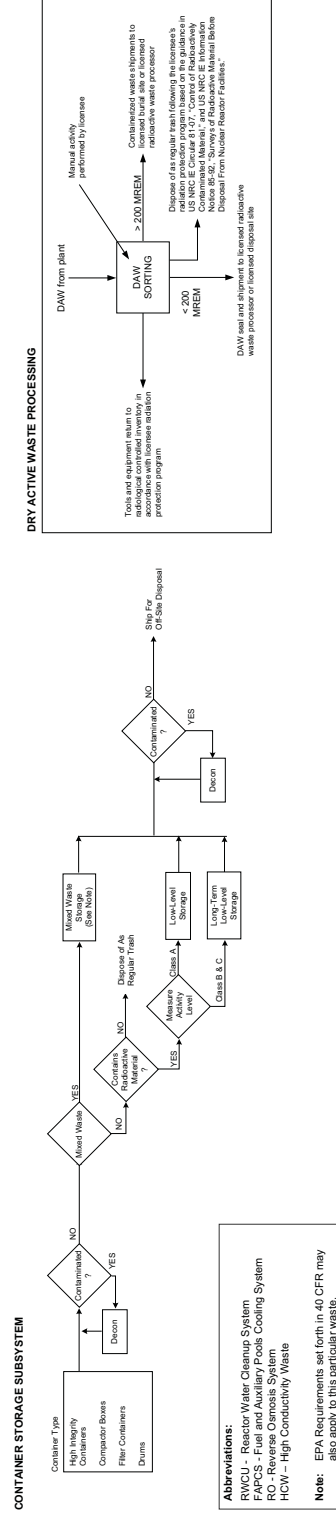 CONTAINER STORAGE SUBSYSTEM
Container Type
High Integrity
Containers
Compactor Boxes
Filter Containers
Drums
Contaminated
?
NO
YES
Decon
Mixed Waste
YES
NO
Mixed Waste
Storage
(See Note)
Contains
Radioactive
Material
?
NO
Dispose of As
Regular Trash
YES
Measure
Activity
Level
Class A
Low-Level
Storage
Class B & C
Long-Term
Low-Level
Storage
Contaminated
?
NO
YES
Decon
Ship For
Off-Site Disposal
Abbreviations:
RWCU - Reactor Water Cleanup System
FAPCS - Fuel and Auxiliary Pools Cooling System
RO - Reverse Osmosis System
HCW – High Conductivity Waste
Note: EPA Requirements set forth in 40 CFR may
also apply to this particular waste.
DRY ACTIVE WASTE PROCESSING
DAW from plant
Manual activity
performed by licensee
DAW
SORTING
> 200 MREM
Containerized waste shipments to
licensed burial site or licensed
radioactive waste processor
Tools and equipment return to
radiological controlled inventory in
accordance with licensee radiation
protection program
< 200
MREM
Dispose of as regular trash following the licensee's
radiation protection program based on the guidance in
US NRC IE Circular 81-07, "Control of Radioactively
Contaminated Material," and US NRC IE Information
Notice 85-92, "Surveys of Radioactive Material Before
Disposal From Nuclear Reactor Facilities."
DAW seal and shipment to licensed radioactive
waste processor or licensed disposal site